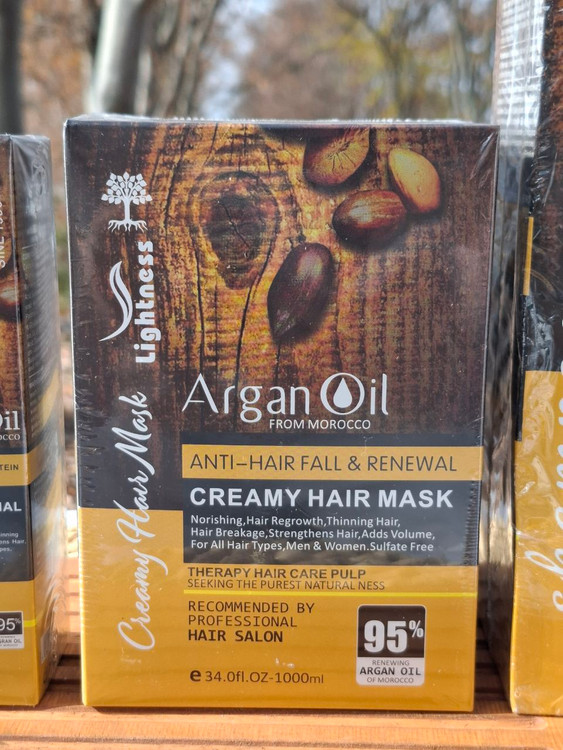 Lightness
Creamy Hair Mask
Argan Oil
FROM MOROCCO
ANTI-HAIR FALL & RENEWAL
CREAMY HAIR MASK
Norishing,Hair Regrowth,Thinning Hair,
Hair Breakage,Strengthens Hair,Adds Volume,
For All Hair Types,Men & Women.Sulfate Free
THERAPY HAIR CARE PULP
SEEKING THE PUREST NATURAL NESS
RECOMMENDED BY
PROFESSIONAL
HAIR SALON
95%
RENEWING
ARGAN OIL
OF MOROCCO
e 34.0fl.OZ-1000ml